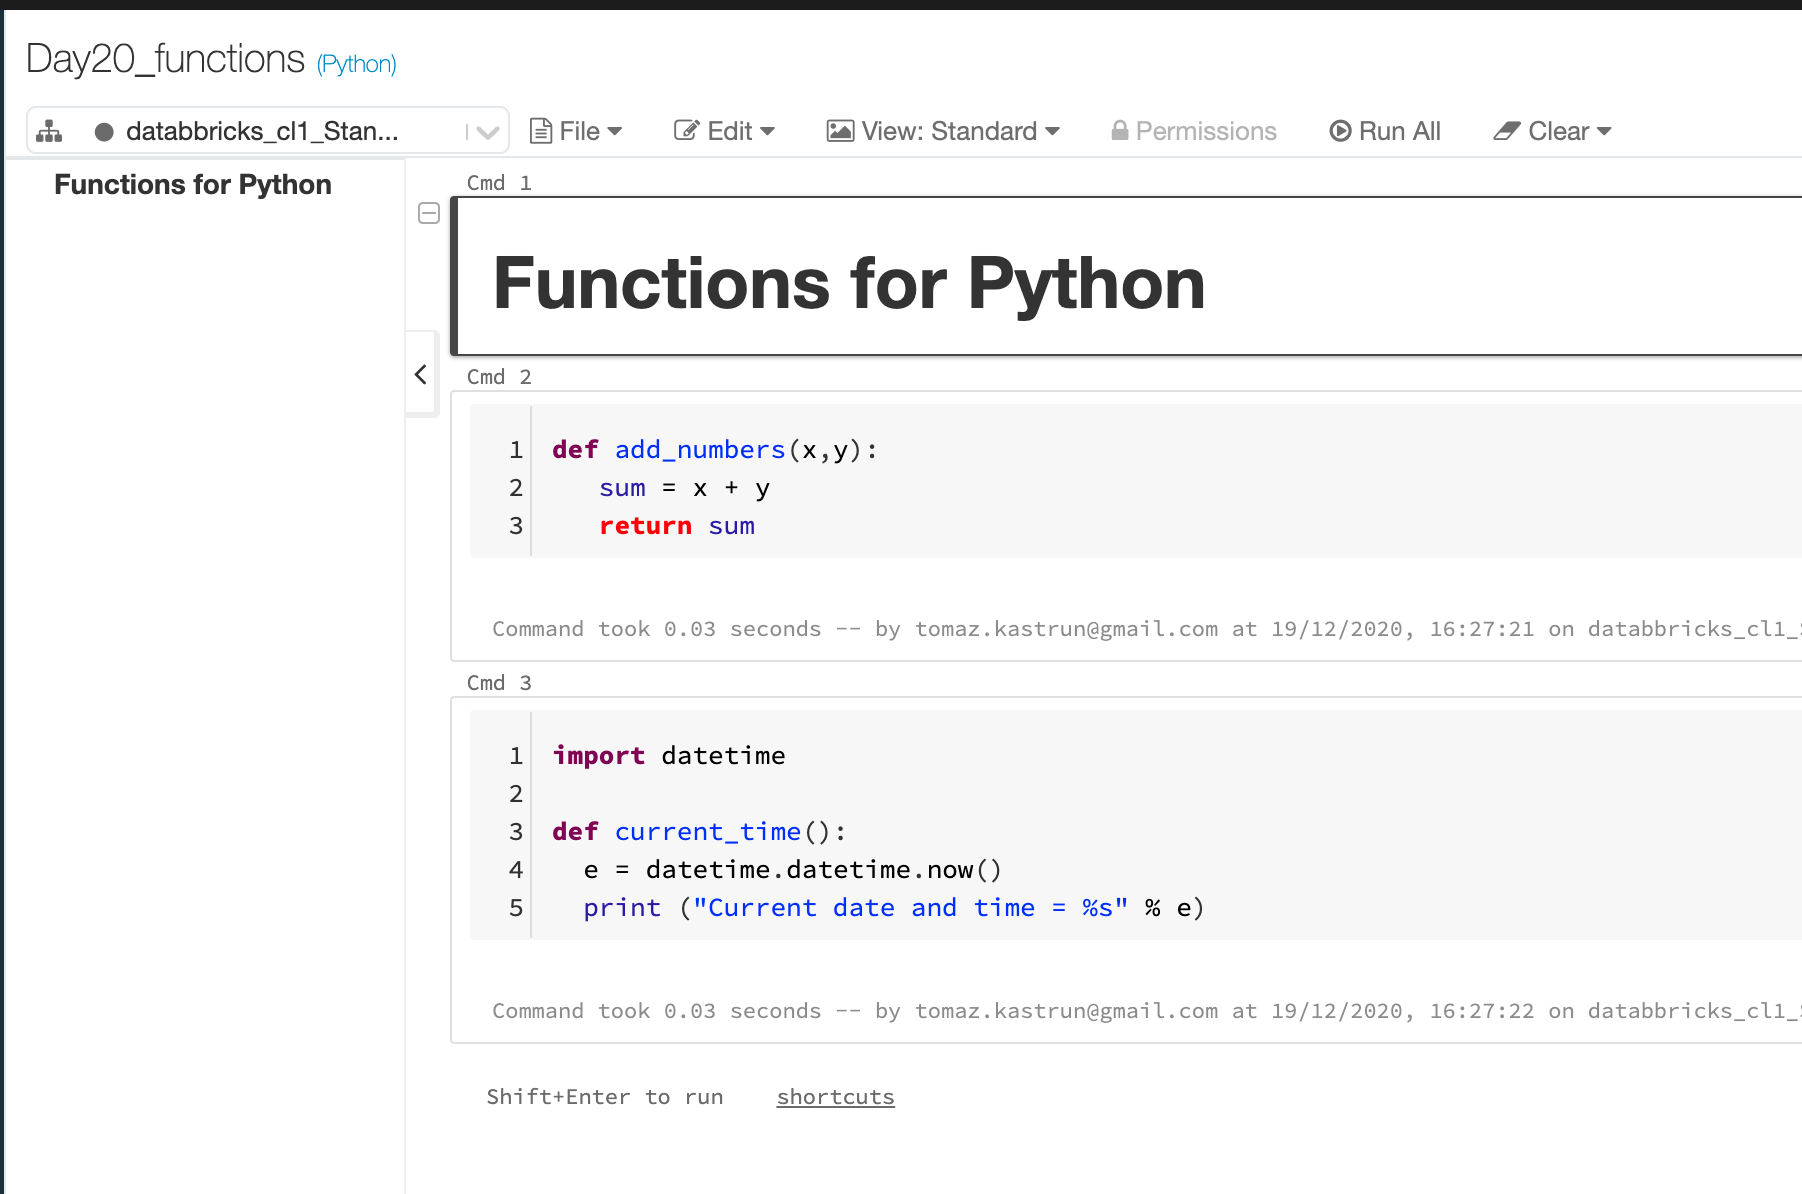 Day20_functions (Python)
databbricks_cl1_Stan... File Edit View: Standard Permissions Run All Clear
Functions for Python
Cmd 1
Functions for Python
Cmd 2
1 def add_numbers(x,y):
2    sum = x + y
3    return sum
Command took 0.03 seconds -- by tomaz.kastrun@gmail.com at 19/12/2020, 16:27:21 on databbricks_cl1_S
Cmd 3
1 import datetime
2
3 def current_time():
4   e = datetime.datetime.now()
5   print ("Current date and time = %s" % e)
Command took 0.03 seconds -- by tomaz.kastrun@gmail.com at 19/12/2020, 16:27:22 on databbricks_cl1_S
Shift+Enter to run shortcuts